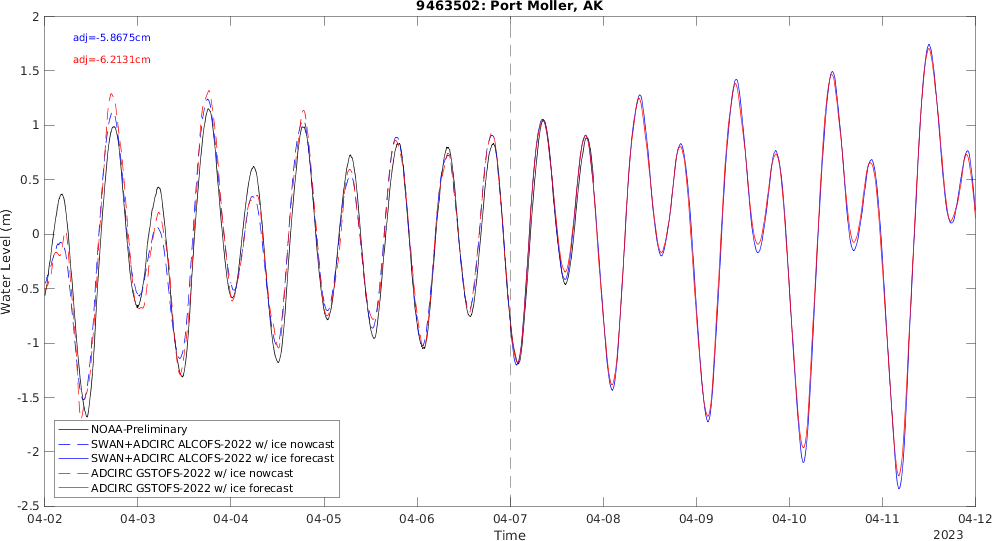 9463502: Port Moller, AK
adj=-5.8675cm
adj=-6.2131cm
2
1.5
1
0.5
0
-0.5
-1
-1.5
-2
-2.5
Water Level (m)
NOAA-Preliminary
SWAN+ADCIRC ALCOFS-2022 w/ ice nowcast
SWAN+ADCIRC ALCOFS-2022 w/ ice forecast
ADCIRC GSTOFS-2022 w/ ice nowcast
ADCIRC GSTOFS-2022 w/ ice forecast
04-02 04-03 04-04 04-05 04-06 04-07 04-08 04-09 04-10 04-11 04-12
Time
2023